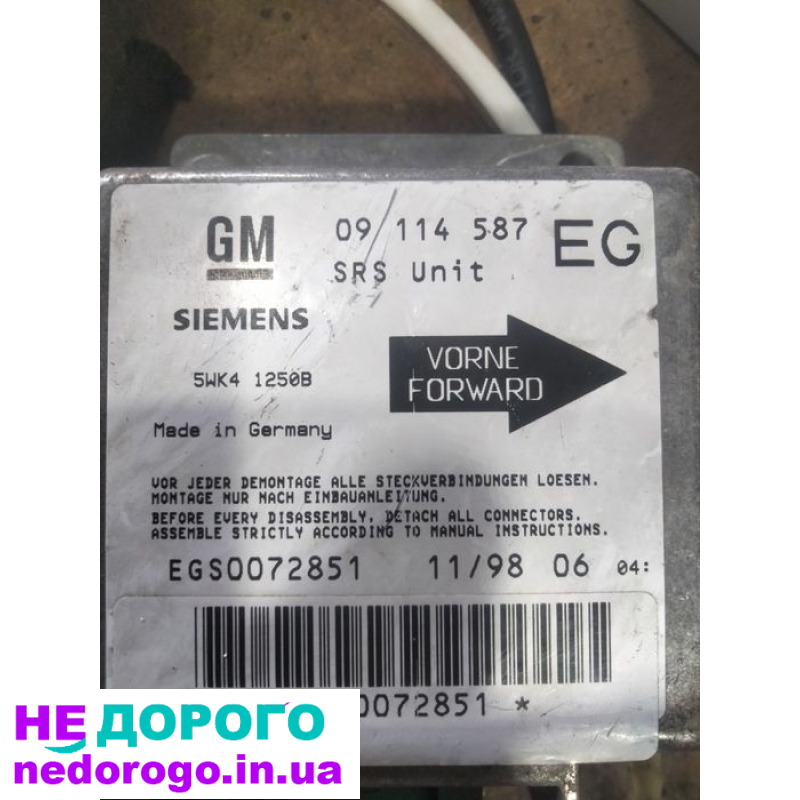 GM
09 114 587
EG
SRS Unit
SIEMENS
VORNE
FORWARD
5WK4 1250B
Made in Germany
VOR JEDER DEMONTAGE ALLE STECKVERBINDUNGEN LOESEN.
MONTAGE NUR NACH EINBAUANLEITUNG.
BEFORE EVERY DISASSEMBLY, DETACH ALL CONNECTORS.
ASSEMBLE STRICTLY ACCORDING TO MANUAL INSTRUCTIONS.
EGS0072851 11/98 06 04:
0072851 *
НЕ ДОРОГО
nedorogo.in.ua